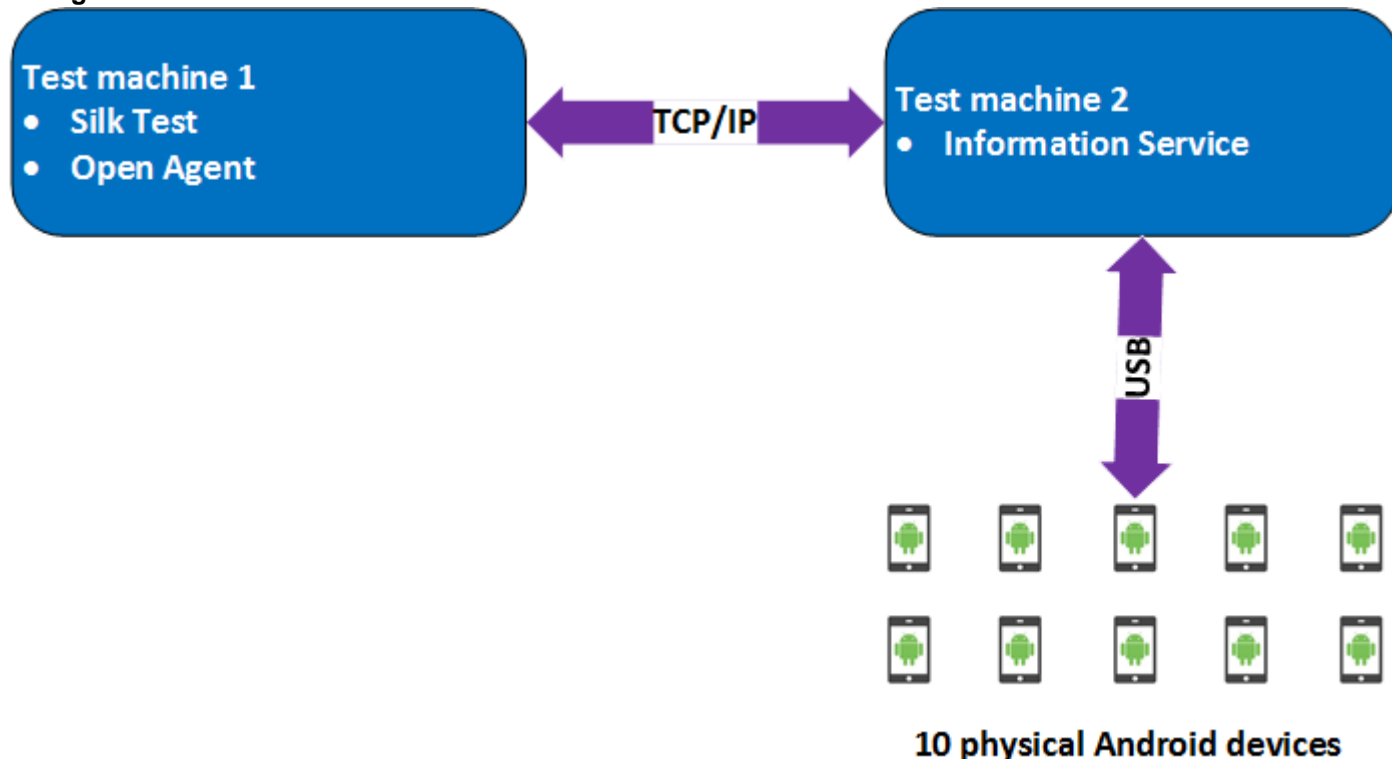 Test machine 1
• Silk Test
• Open Agent
TCP/IP
Test machine 2
• Information Service
USB
10 physical Android devices